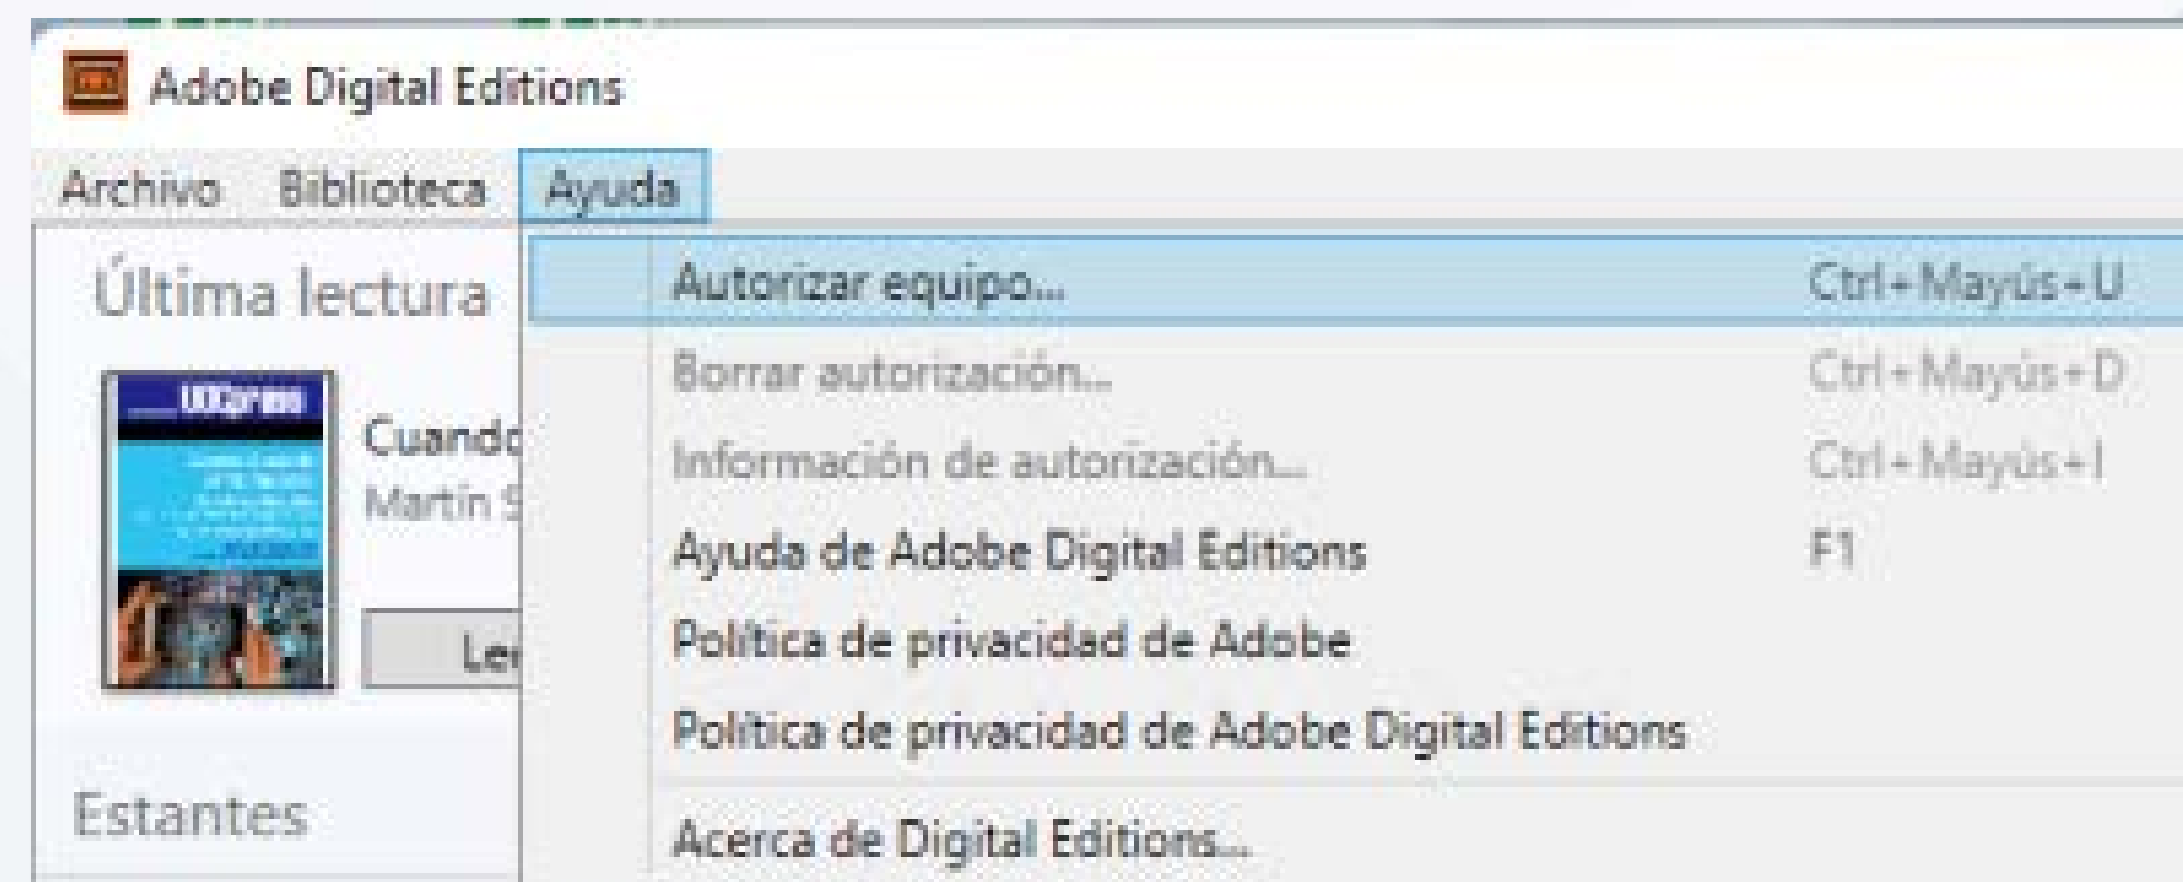 Adobe Digital Editions
Archivo Biblioteca Ayuda
Última lectura
Cuando
Martín S
Autorizar equipo... Ctrl+Mayús+U
Borrar autorización... Ctrl+Mayús+D
Información de autorización... Ctrl+Mayús+I
Ayuda de Adobe Digital Editions F1
Política de privacidad de Adobe
Política de privacidad de Adobe Digital Editions
Estantes
Acerca de Digital Editions...